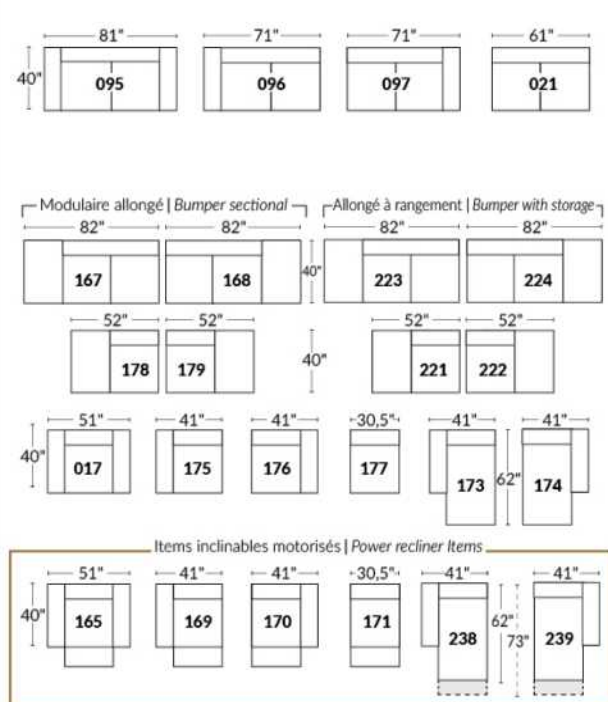 81" 71" 71" 61"
40" 095 096 097 021
Modulaire allongé | Bumper sectional Allongé à rangement | Bumper with storage
82" 82" 82" 82"
167 168 40" 223 224
52" 52" 52" 52"
178 179 40" 221 222
51" 41" 41" 30,5" 41" 41"
40" 017 175 176 177 173 62" 174
Items inclinables motorisés | Power recliner Items
51" 41" 41" 30,5" 41" 41"
40" 165 169 170 171 238 62" 73" 239